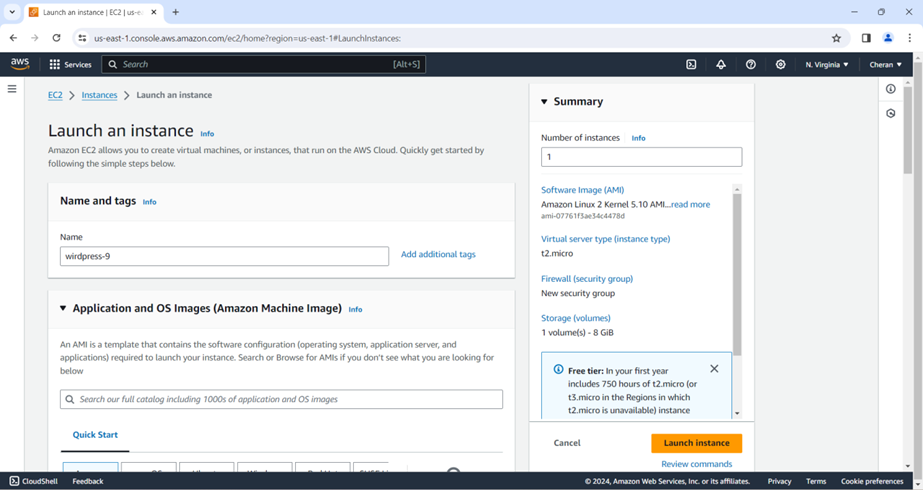 Launch an instance | EC2 | us-e
us-east-1.console.aws.amazon.com/ec2/home?region=us-east-1#LaunchInstances:
aws
Services
Search
[Alt+S]
N. Virginia
Cheran
EC2
Instances
Launch an instance
Launch an instance Info
Amazon EC2 allows you to create virtual machines, or instances, that run on the AWS Cloud. Quickly get started by
following the simple steps below.
Name and tags Info
Name
wirdpress-9
Add additional tags
Application and OS Images (Amazon Machine Image) Info
An AMI is a template that contains the software configuration (operating system, application server, and
applications) required to launch your instance. Search or Browse for AMIs if you don't see what you are looking for
below
Search our full catalog including 1000s of application and OS images
Quick Start
Summary
Number of instances Info
1
Software Image (AMI)
Amazon Linux 2 Kernel 5.10 AMI...read more
ami-07761f3ae34c4478d
Virtual server type (instance type)
t2.micro
Firewall (security group)
New security group
Storage (volumes)
1 volume(s) - 8 GiB
Free tier: In your first year
includes 750 hours of t2.micro (or
t3.micro in the Regions in which
t2.micro is unavailable) instance
Cancel
Launch instance
Review commands
CloudShell
Feedback
© 2024, Amazon Web Services, Inc. or its affiliates.
Privacy
Terms
Cookie preferences